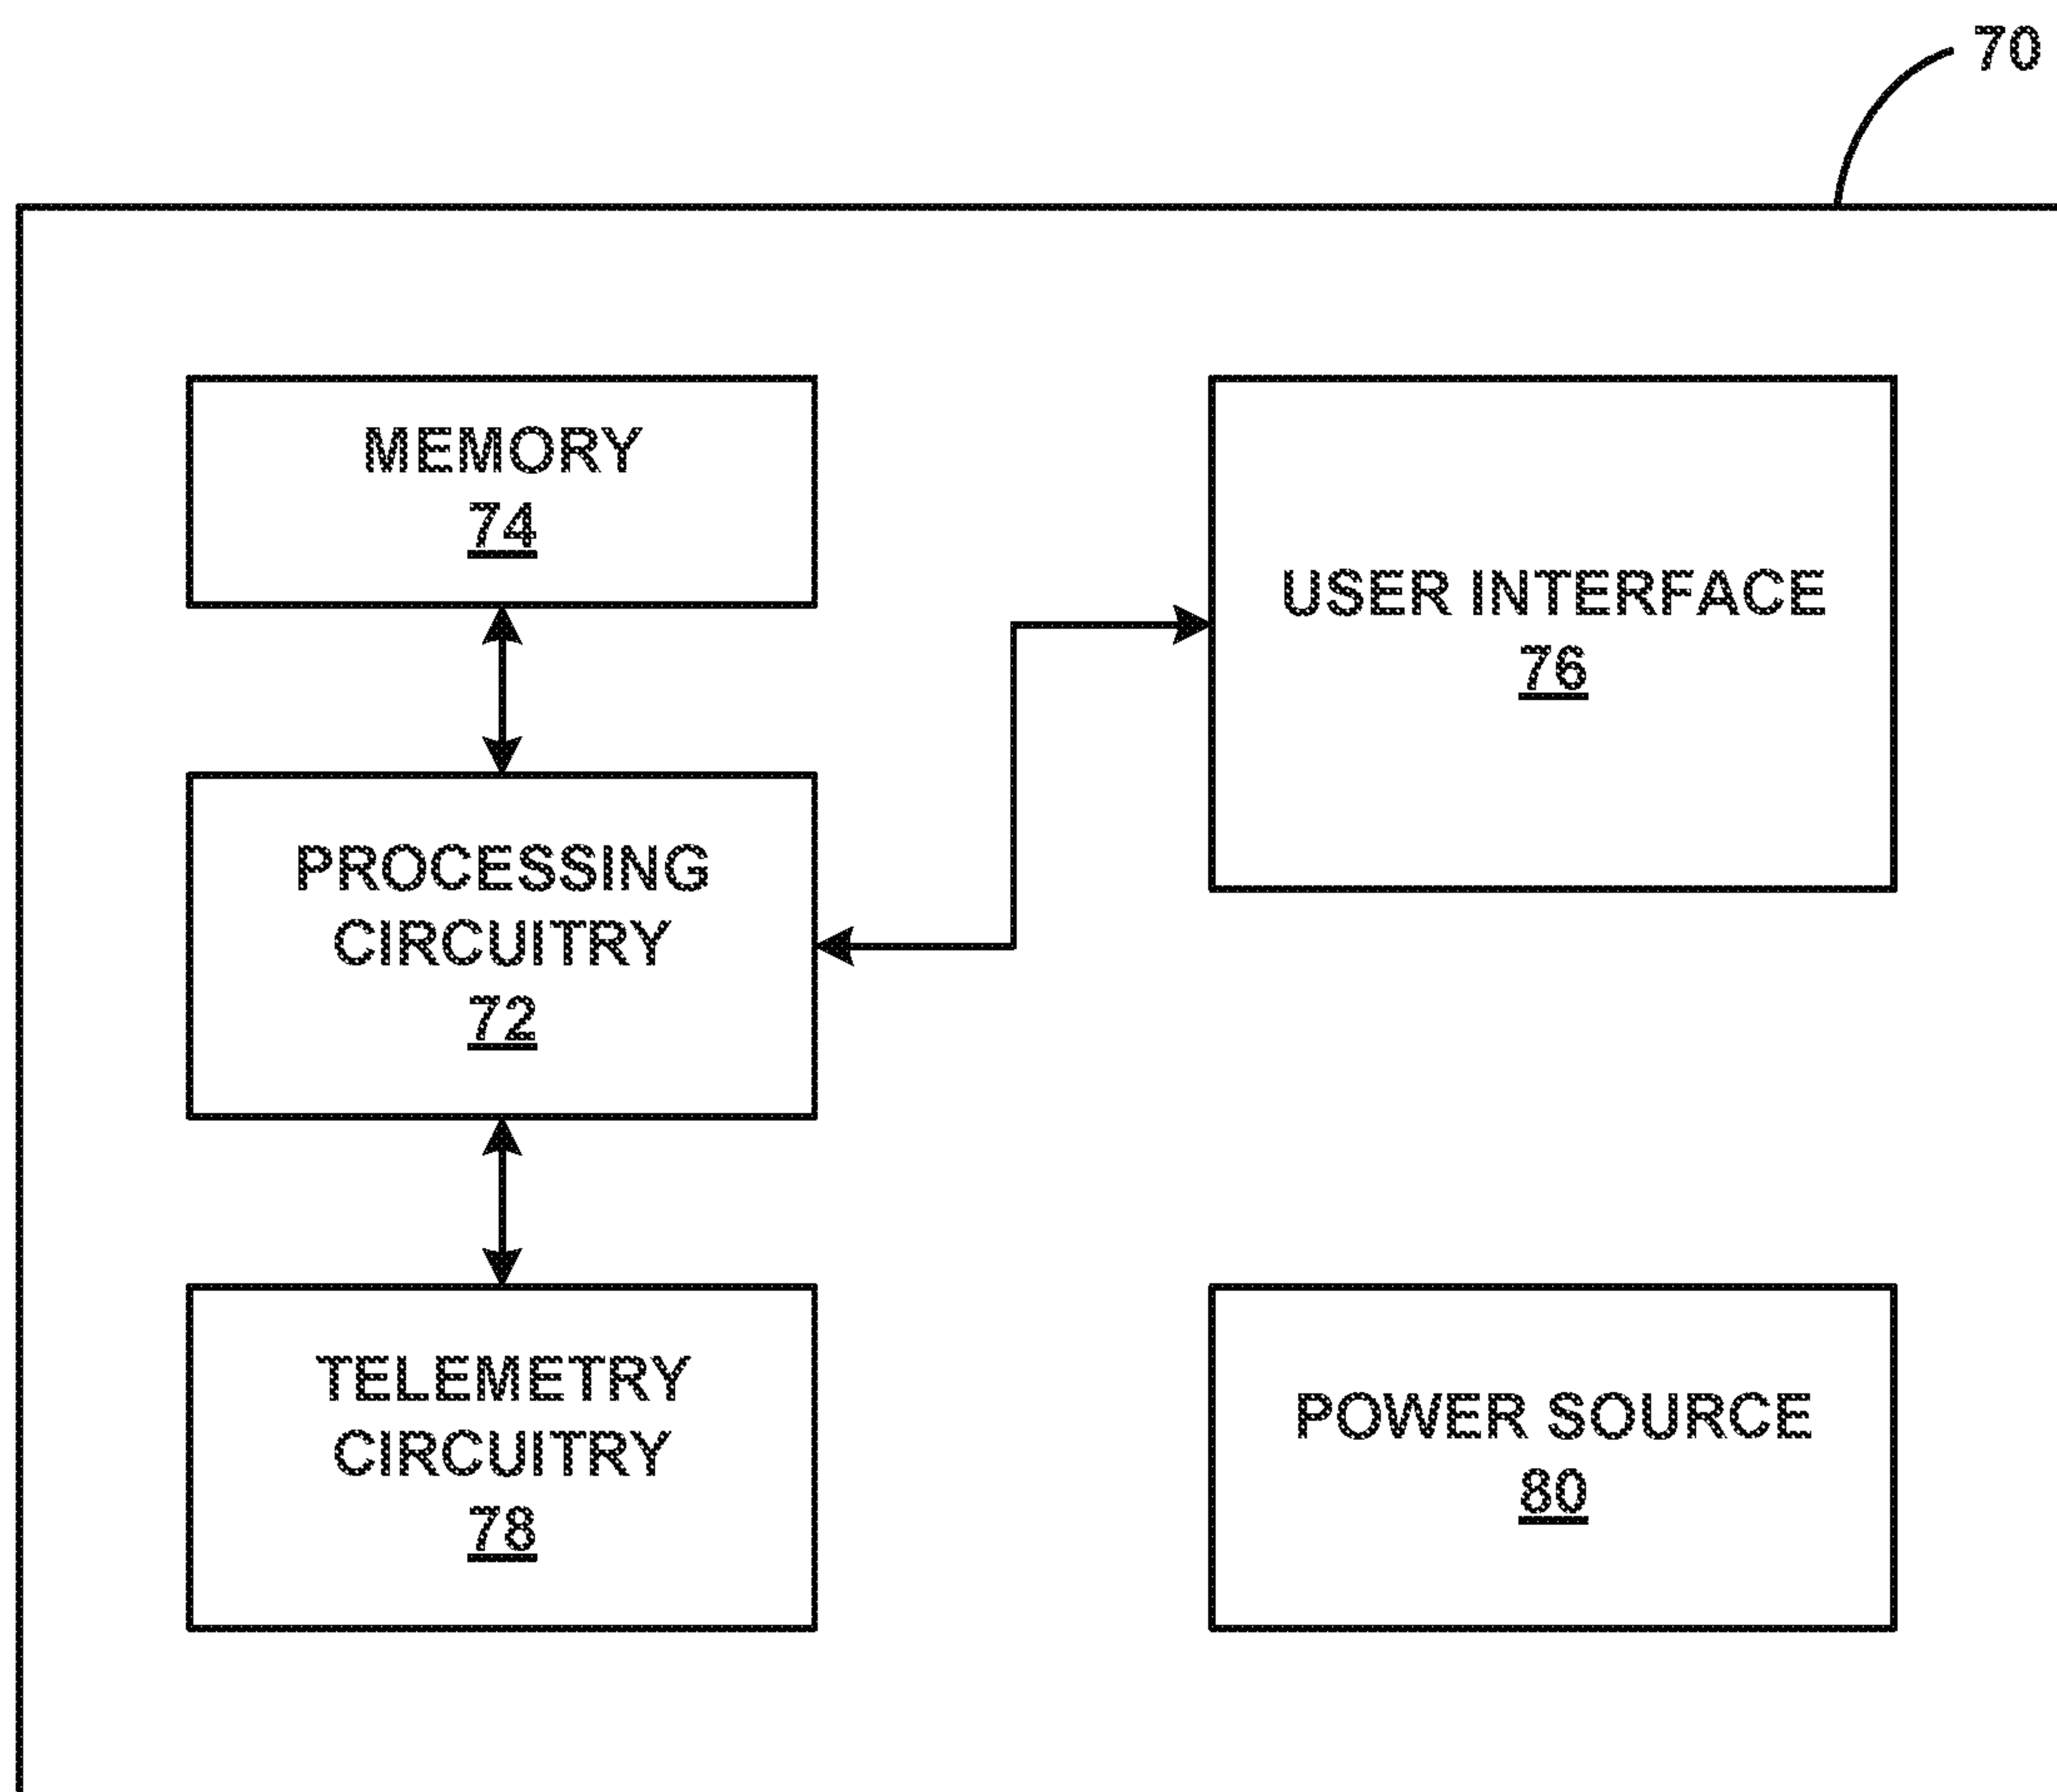 70
MEMORY
74
USER INTERFACE
76
PROCESSING
CIRCUITRY
72
TELEMETRY
CIRCUITRY
78
POWER SOURCE
80